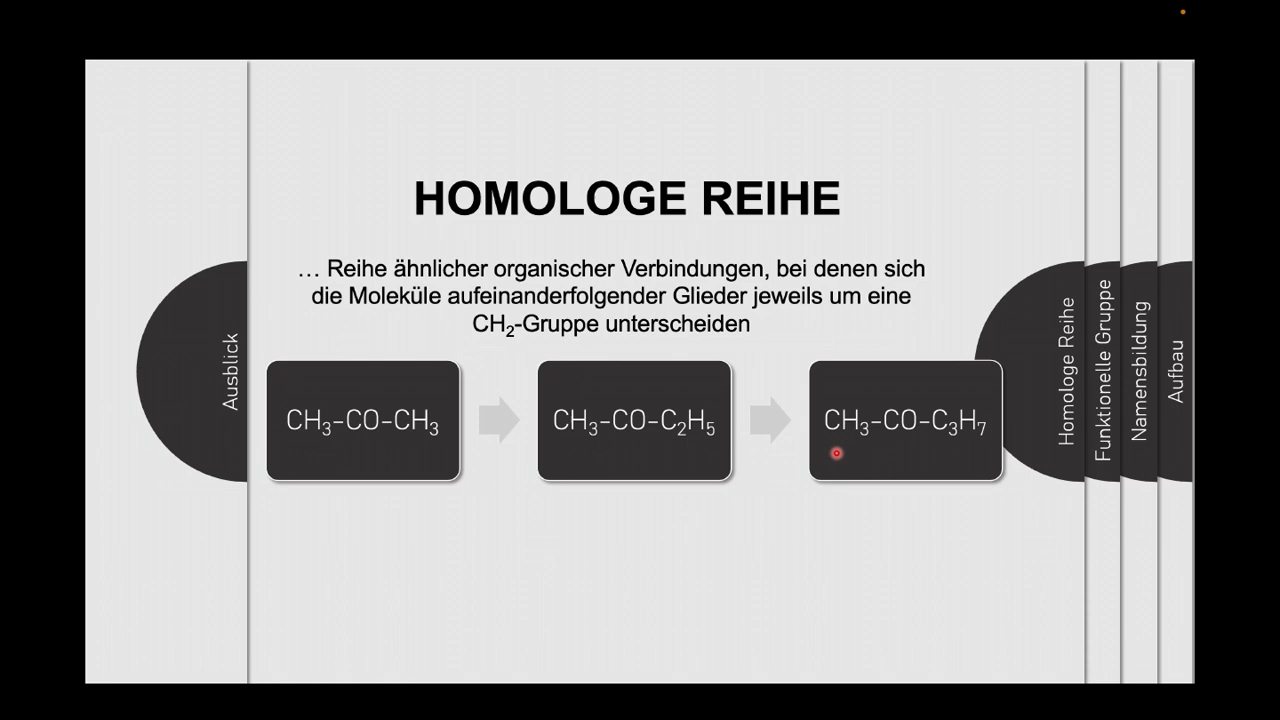 HOMOLOGE REIHE
… Reihe ähnlicher organischer Verbindungen, bei denen sich
die Moleküle aufeinanderfolgender Glieder jeweils um eine
CH₂-Gruppe unterscheiden
Ausblick
CH₃-CO-CH₃
CH₃-CO-C₂H₅
CH₃-CO-C₃H₇
Homologe Reihe
Funktionelle Gruppe
Namensbildung
Aufbau